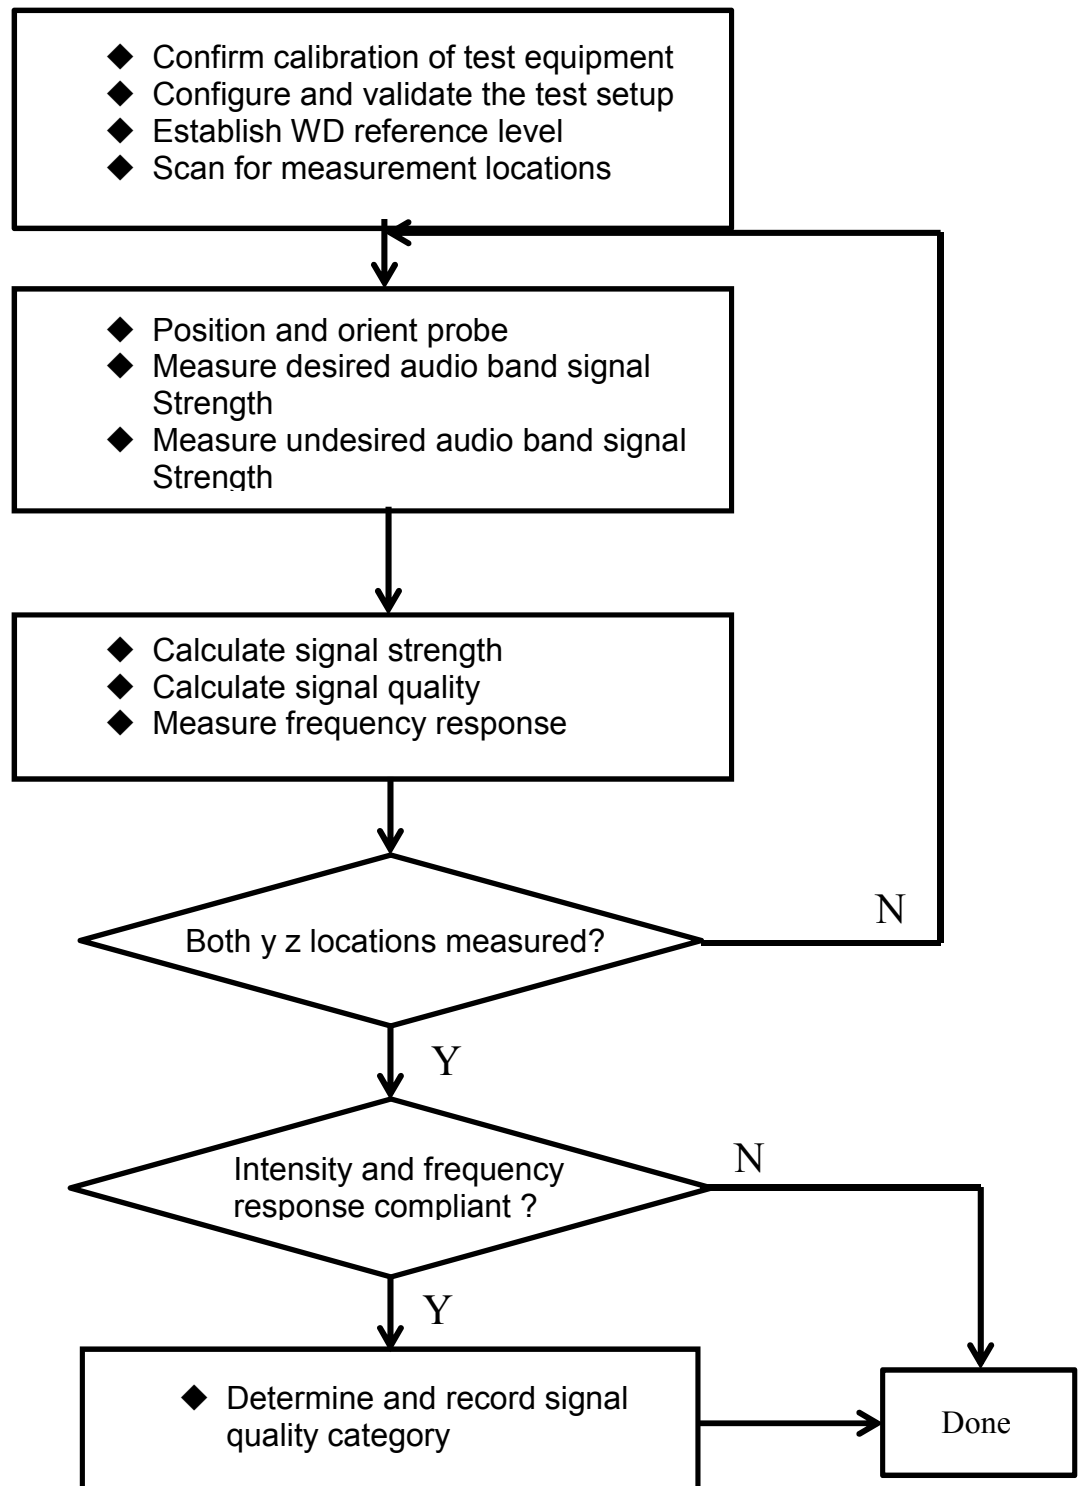 ◆ Confirm calibration of test equipment
◆ Configure and validate the test setup
◆ Establish WD reference level
◆ Scan for measurement locations
◆ Position and orient probe
◆ Measure desired audio band signal
Strength
◆ Measure undesired audio band signal
Strength
◆ Calculate signal strength
◆ Calculate signal quality
◆ Measure frequency response
Both y z locations measured?
N
Y
Intensity and frequency
response compliant ?
N
Y
◆ Determine and record signal
quality category
Done